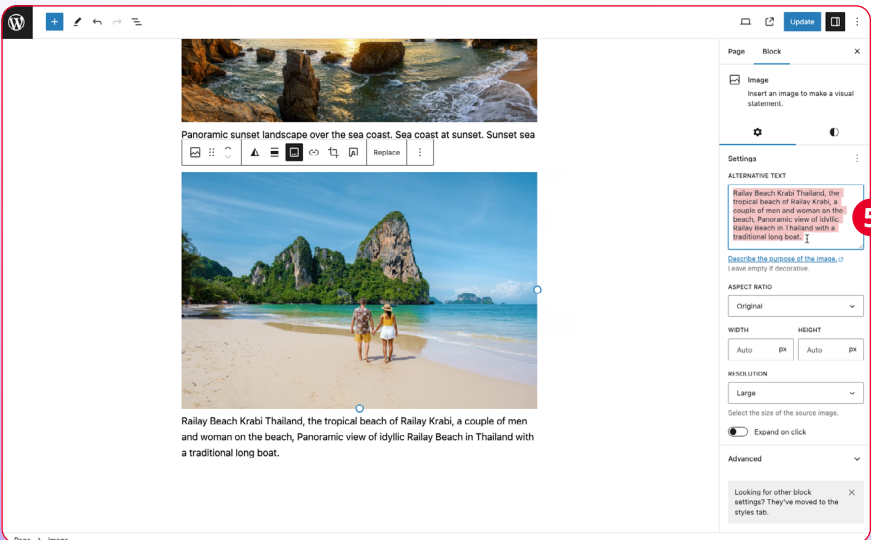 Update
Page Block
Image
Insert an image to make a visual
statement.
Panoramic sunset landscape over the sea coast. Sea coast at sunset. Sunset sea
Replace
Settings
ALTERNATIVE TEXT
Railay Beach Krabi Thailand, the
tropical beach of Railay Krabi, a
couple of men and woman on the
beach, Panoramic view of idyllic
Railay Beach in Thailand with a
traditional long boat.
5
Describe the purpose of the image.
Leave empty if decorative.
ASPECT RATIO
Original
WIDTH HEIGHT
Auto px Auto px
RESOLUTION
Large
Select the size of the source image.
Expand on click
Railay Beach Krabi Thailand, the tropical beach of Railay Krabi, a couple of men
and woman on the beach, Panoramic view of idyllic Railay Beach in Thailand with
a traditional long boat.
Advanced
Looking for other block
settings? They've moved to the
styles tab.
Page > Image